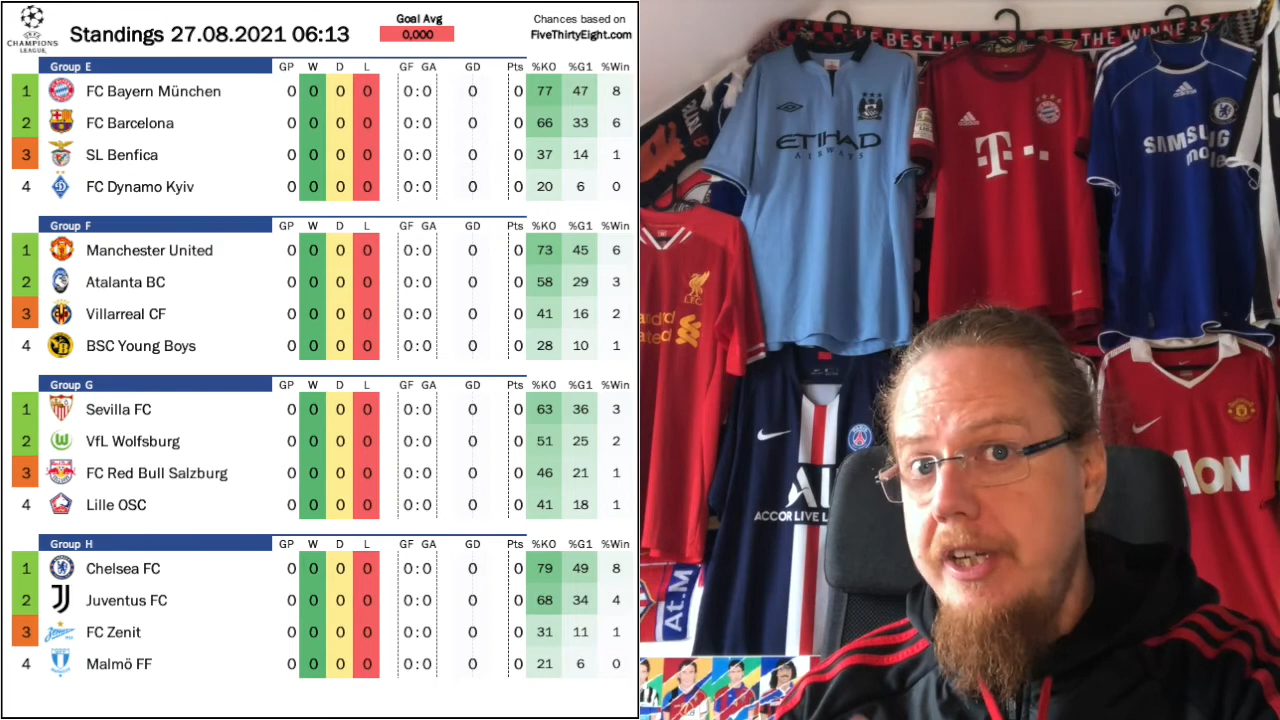 CHAMPIONS
LEAGUE
Standings 27.08.2021 06:13
Goal Avg
0,000
Chances based on
FiveThirtyEight.com
Group E GP W D L GF GA GD Pts %KO %G1 %Win
1 FC Bayern München 0 0 0 0 0:0 0 0 77 47 8
2 FC Barcelona 0 0 0 0 0:0 0 0 66 33 6
3 SL Benfica 0 0 0 0 0:0 0 0 37 14 1
4 FC Dynamo Kyiv 0 0 0 0 0:0 0 0 20 6 0
Group F GP W D L GF GA GD Pts %KO %G1 %Win
1 Manchester United 0 0 0 0 0:0 0 0 73 45 6
2 Atalanta BC 0 0 0 0 0:0 0 0 58 29 3
3 Villarreal CF 0 0 0 0 0:0 0 0 41 16 2
4 BSC Young Boys 0 0 0 0 0:0 0 0 28 10 1
Group G GP W D L GF GA GD Pts %KO %G1 %Win
1 Sevilla FC 0 0 0 0 0:0 0 0 63 36 3
2 VfL Wolfsburg 0 0 0 0 0:0 0 0 51 25 2
3 FC Red Bull Salzburg 0 0 0 0 0:0 0 0 46 21 1
4 Lille OSC 0 0 0 0 0:0 0 0 41 18 1
Group H GP W D L GF GA GD Pts %KO %G1 %Win
1 Chelsea FC 0 0 0 0 0:0 0 0 79 49 8
2 Juventus FC 0 0 0 0 0:0 0 0 68 34 4
3 FC Zenit 0 0 0 0 0:0 0 0 31 11 1
4 Malmö FF 0 0 0 0 0:0 0 0 21 6 0
THE BEST !!
THE WINNERS
ETIHAD
AIRWAYS
T
SAMSUNG
LFC
ACCOR LIVE L
AON
At.M